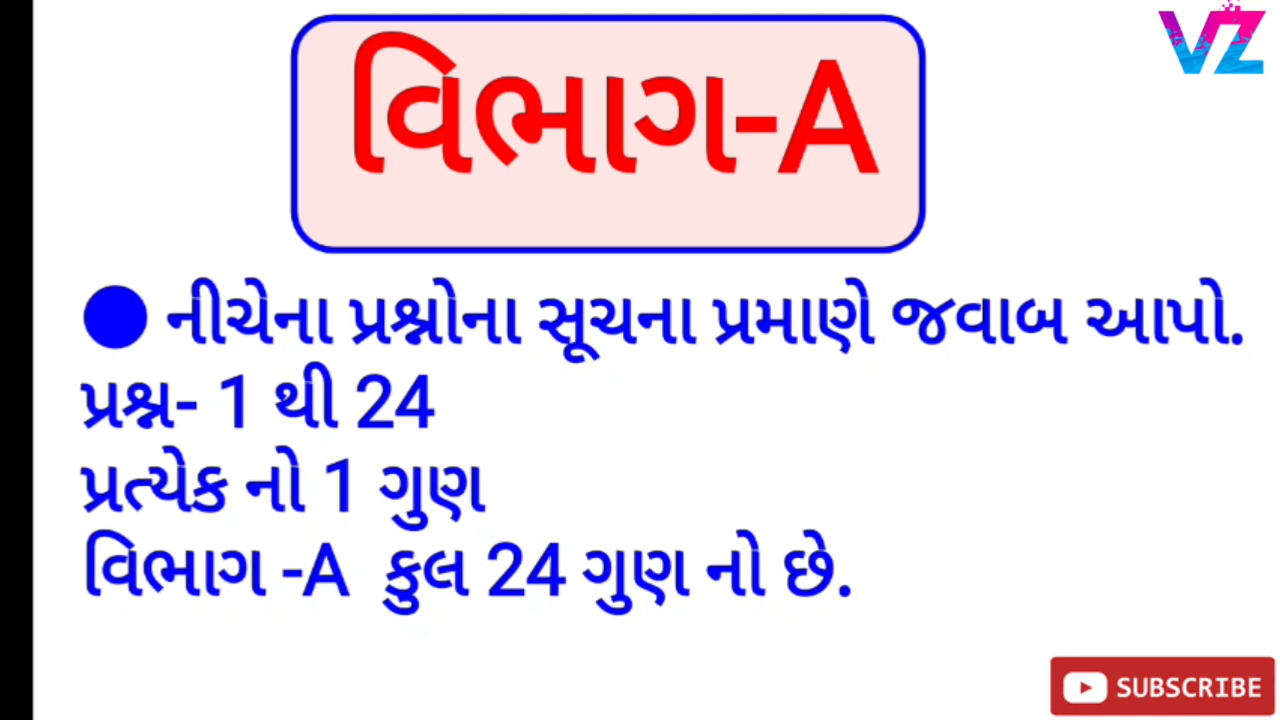 VZ
વિભાગ-A
નીચેના પ્રશ્નોના સૂચના પ્રમાણે જવાબ આપો.
પ્રશ્ન- 1 થી 24
પ્રત્યેક નો 1 ગુણ
વિભાગ -A કુલ 24 ગુણ નો છે.
SUBSCRIBE